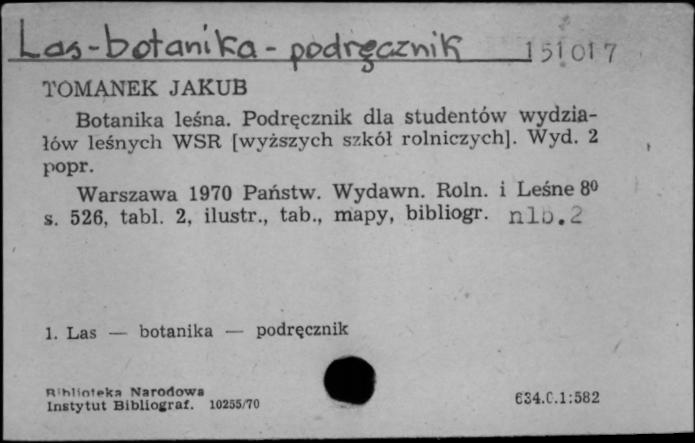 Las-botanika - podręcznik 151017
TOMANEK JAKUB
Botanika leśna. Podręcznik dla studentów wydzia-
łów leśnych WSR [wyższych szkół rolniczych]. Wyd. 2
popr.
Warszawa 1970 Państw. Wydawn. Roln. i Leśne 8⁰
s. 526, tabl. 2, ilustr., tab., mapy, bibliogr. nlb.2
1. Las — botanika — podręcznik
Biblioteka Narodowa
Instytut Bibliograf. 10255/70
634.0.1:582